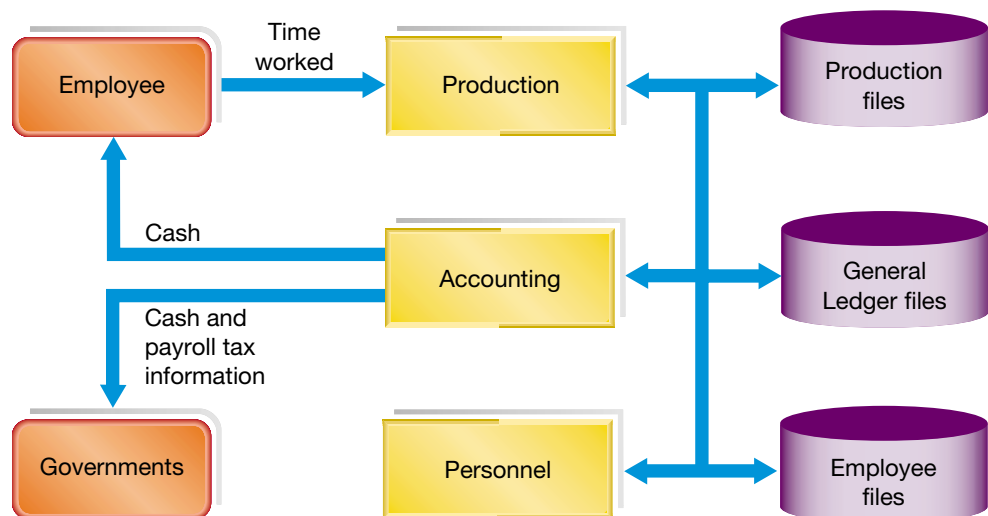 Time
worked
Employee
Production
Production
files
Cash
Accounting
General
Ledger files
Cash and
payroll tax
information
Governments
Personnel
Employee
files